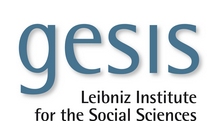 gesis
Leibniz Institute
for the Social Sciences